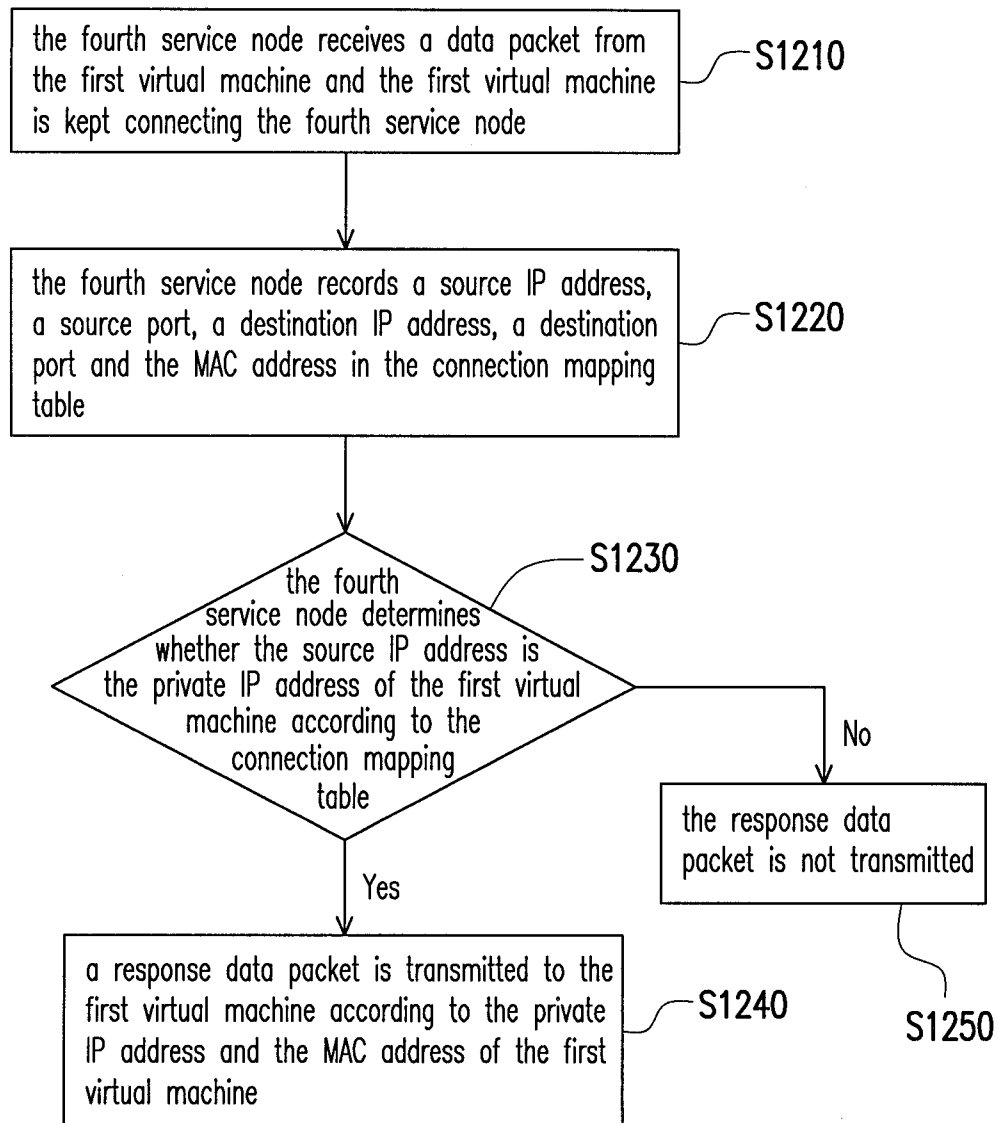 the fourth service node receives a data packet from
the first virtual machine and the first virtual machine
is kept connecting the fourth service node
S1210
the fourth service node records a source IP address,
a source port, a destination IP address, a destination
port and the MAC address in the connection mapping
table
S1220
the fourth
service node determines
whether the source IP address is
the private IP address of the first virtual
machine according to the
connection mapping
table
S1230
No
the response data
packet is not transmitted
S1250
Yes
a response data packet is transmitted to the
first virtual machine according to the private
IP address and the MAC address of the first
virtual machine
S1240